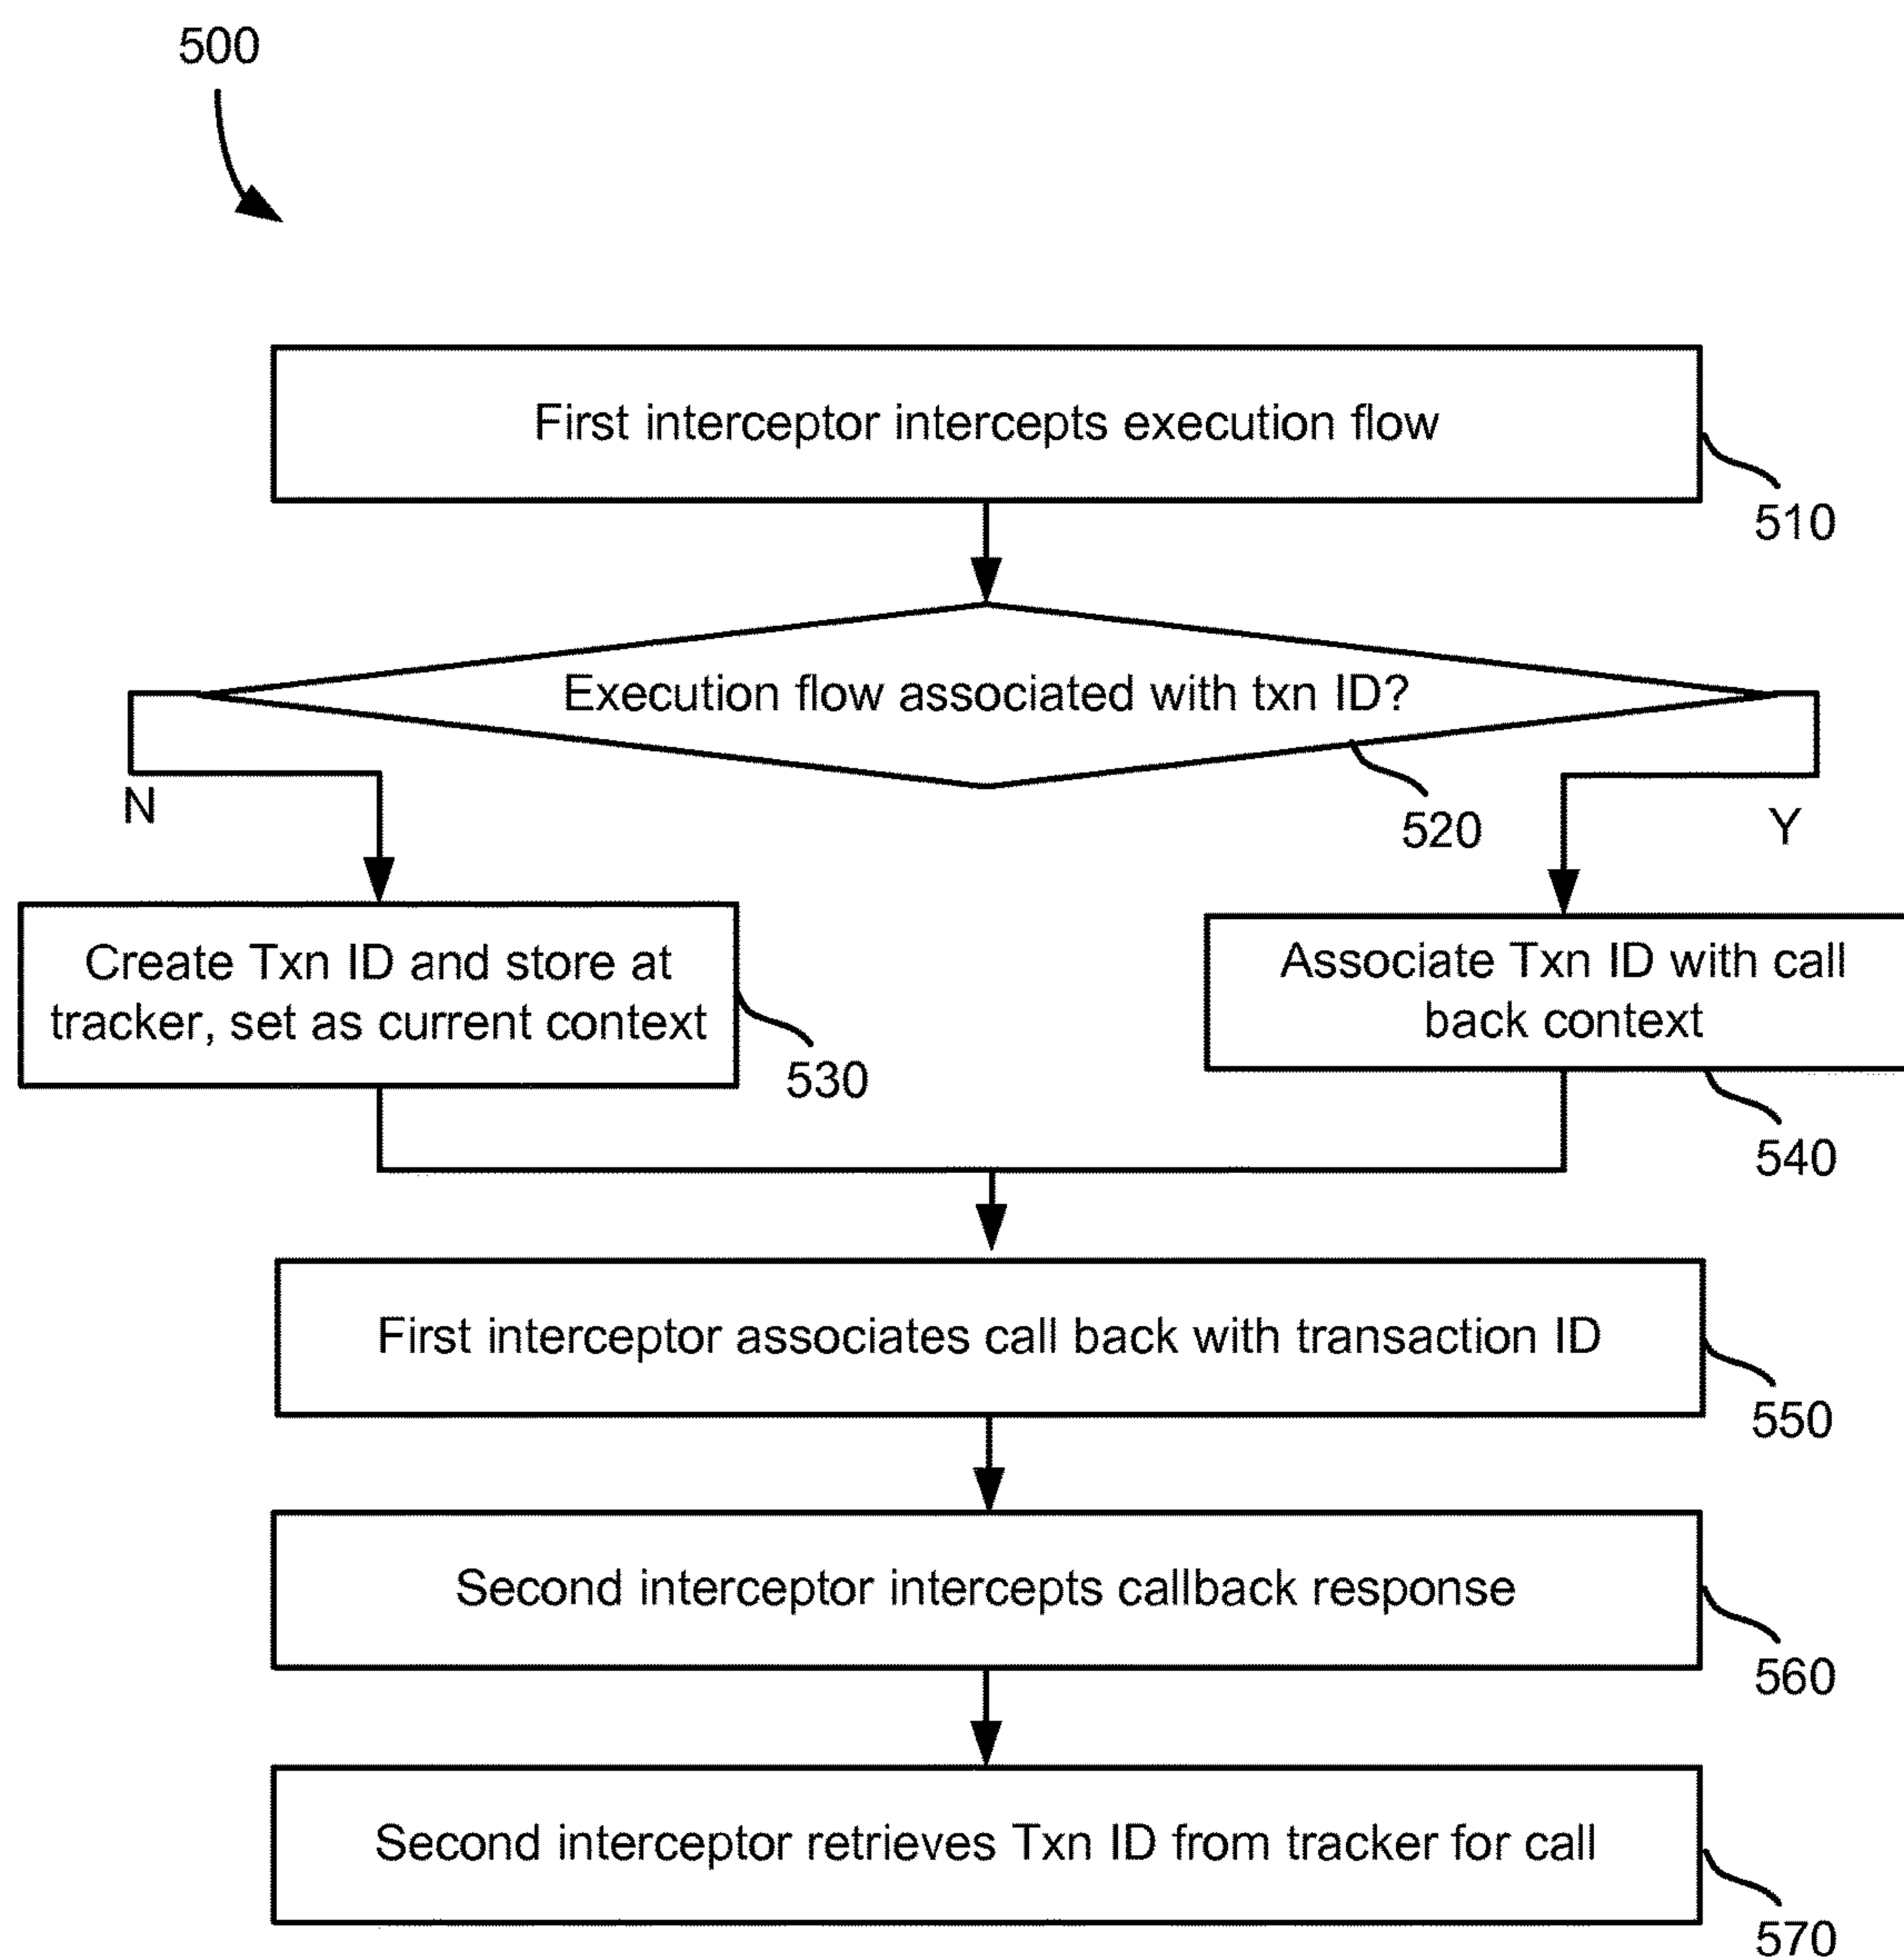 500
First interceptor intercepts execution flow
510
Execution flow associated with txn ID?
520
N
Y
Create Txn ID and store at
tracker, set as current context
530
Associate Txn ID with call
back context
540
First interceptor associates call back with transaction ID
550
Second interceptor intercepts callback response
560
Second interceptor retrieves Txn ID from tracker for call
570